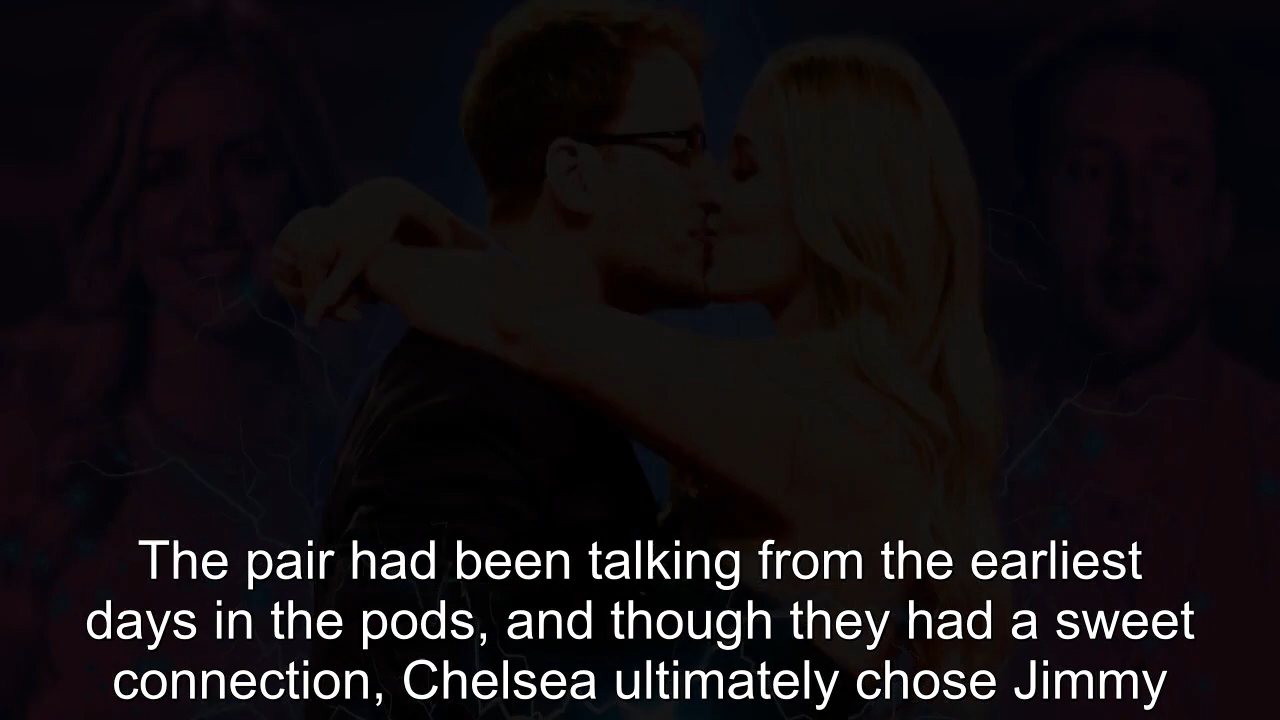 The pair had been talking from the earliest
days in the pods, and though they had a sweet
connection, Chelsea ultimately chose Jimmy